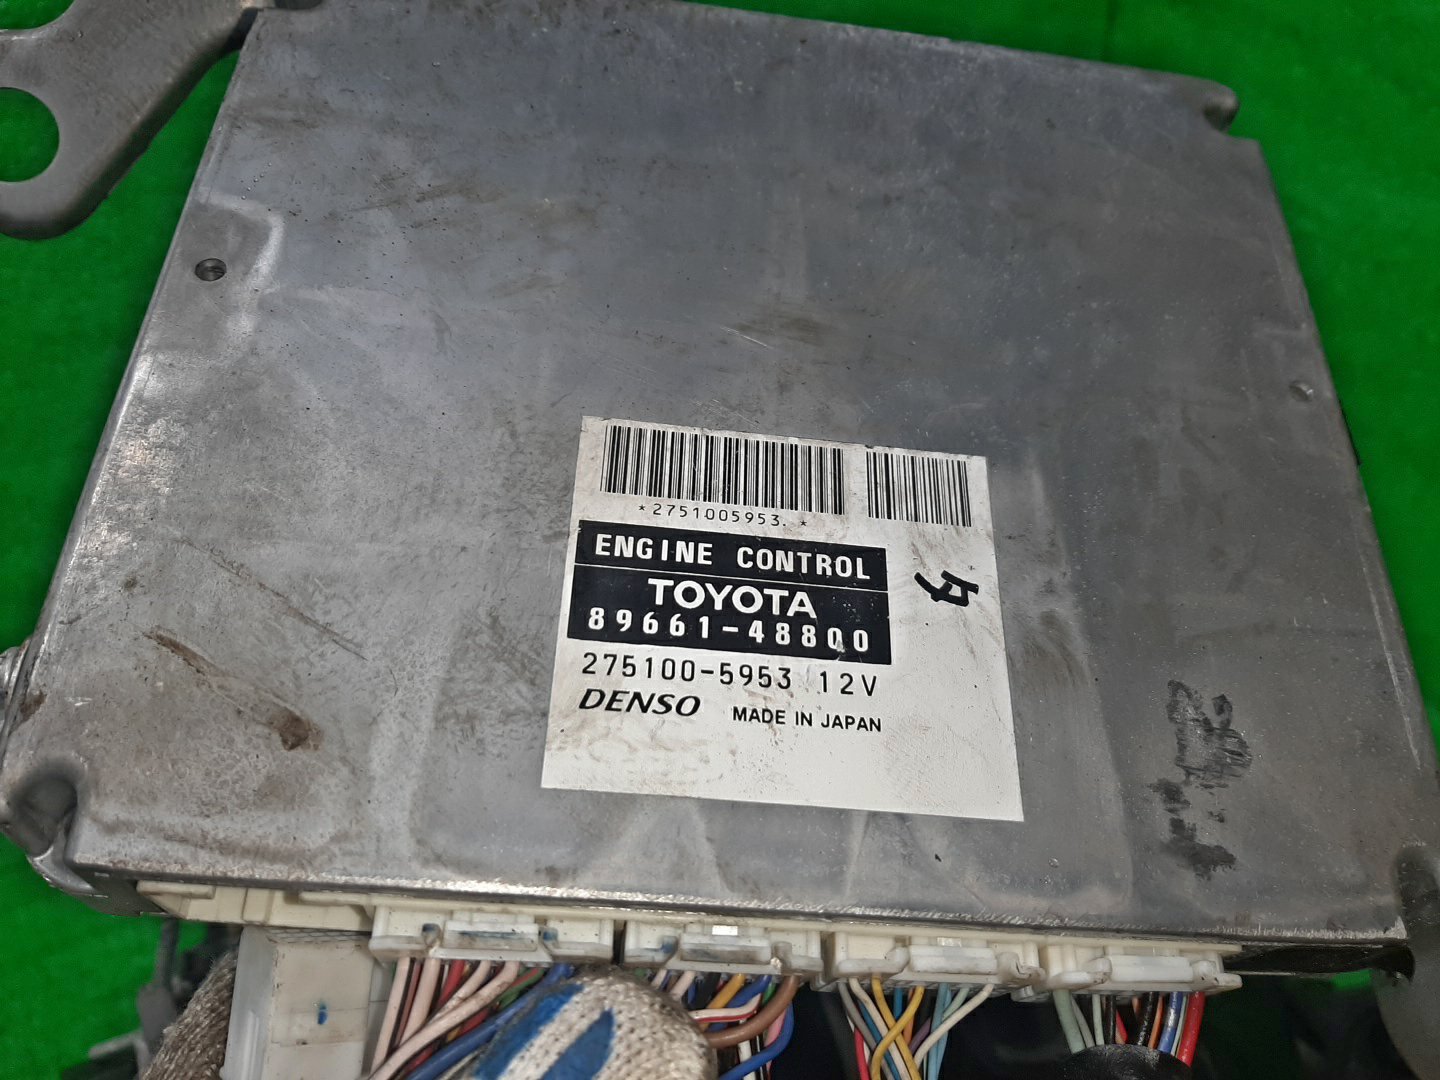 *2751005953. *
ENGINE CONTROL
TOYOTA
89661-48800
275100-5953 12V
DENSO MADE IN JAPAN